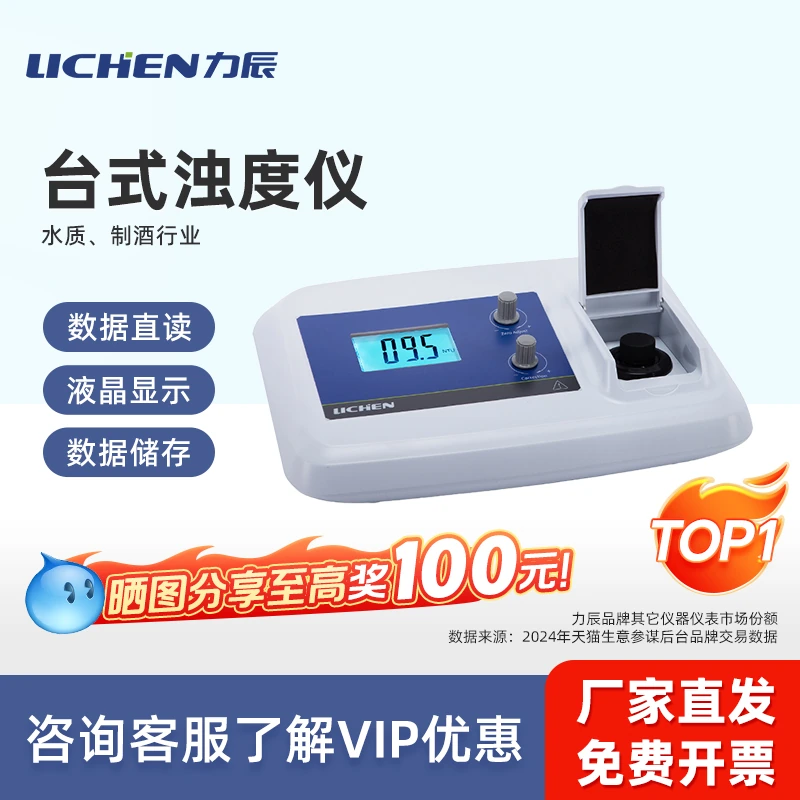 LICHEN力辰
台式浊度仪
水质、制酒行业
数据直读
液晶显示
数据储存
09.5 NTU
Zero Adjust
LICHEN
TOP1
晒图分享至高奖100元!
力辰品牌其它仪器仪表市场份额
数据来源：2024年天猫生意参谋后台品牌交易数据
咨询客服了解VIP优惠
厂家直发
免费开票